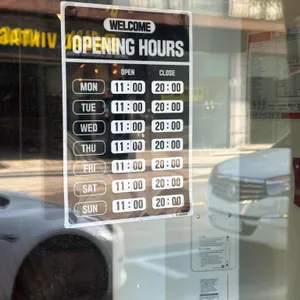 WELCOME
OPENING HOURS
OPEN CLOSE
MON 11:00 20:00
TUE 11:00 20:00
WED 11:00 20:00
THU 11:00 20:00
FRI 11:00 20:00
SAT 11:00 20:00
SUN 11:00 20:00